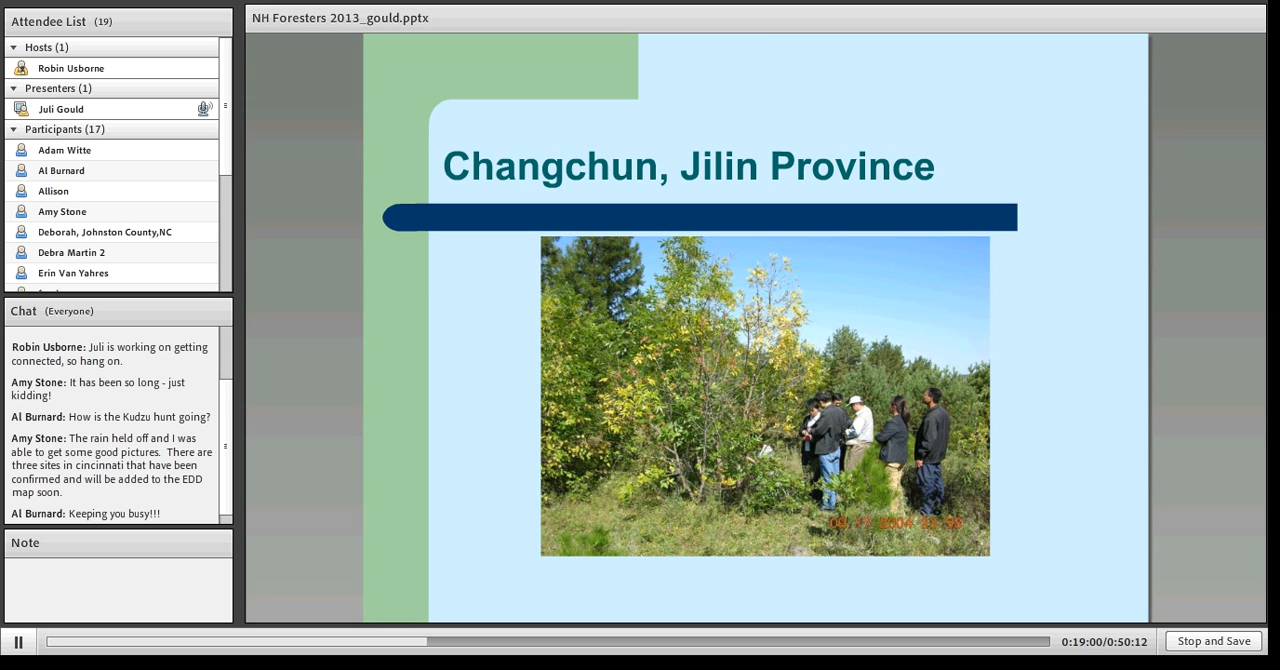 Attendee List (19)
Hosts (1)
Robin Usborne
Presenters (1)
Juli Gould
Participants (17)
Adam Witte
Al Burnard
Allison
Amy Stone
Deborah, Johnston County,NC
Debra Martin 2
Erin Van Yahres
Chat (Everyone)
Robin Usborne: Juli is working on getting
connected, so hang on.
Amy Stone: It has been so long - just
kidding!
Al Burnard: How is the Kudzu hunt going?
Amy Stone: The rain held off and I was
able to get some good pictures. There are
three sites in cincinnati that have been
confirmed and will be added to the EDD
map soon.
Al Burnard: Keeping you busy!!!
Note
NH Foresters 2013_gould.pptx
Changchun, Jilin Province
0:19:00/0:50:12
Stop and Save